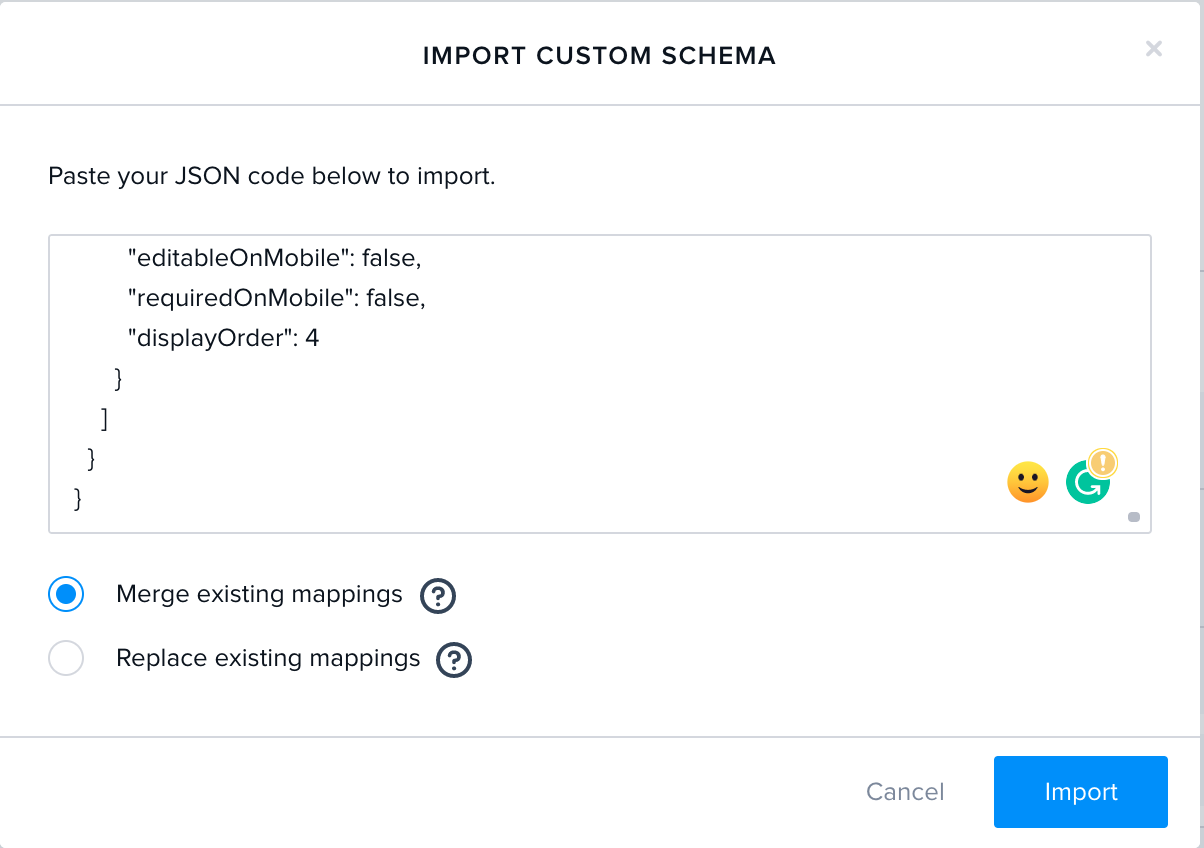 IMPORT CUSTOM SCHEMA
Paste your JSON code below to import.
"editableOnMobile": false,
"requiredOnMobile": false,
"displayOrder": 4
}
]
}
}
Merge existing mappings
Replace existing mappings
Cancel
Import